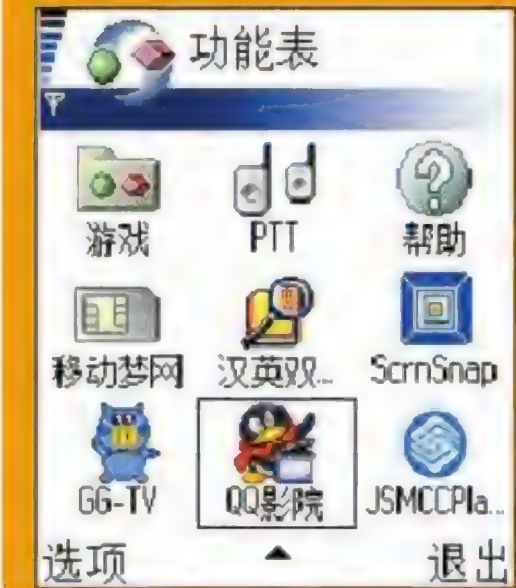 功能表
游戏
PTT
帮助
移动梦网
汉英双...
ScrnSnap
GG-TV
QQ影院
JSMCCPla...
选项
退出